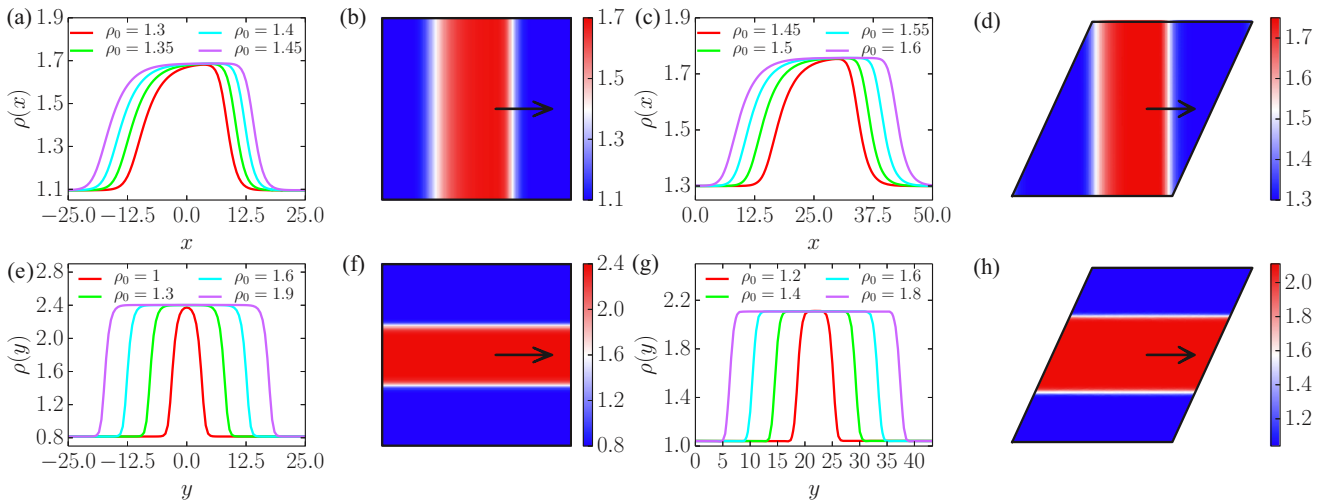 (a)
1.9
1.7
1.5
1.3
1.1
ρ(x)
ρ₀ = 1.3
ρ₀ = 1.4
ρ₀ = 1.35
ρ₀ = 1.45
−25.0 −12.5 0.0 12.5 25.0
x
(b)
1.7
1.5
1.3
1.1
(c)
1.9
1.7
1.5
1.3
ρ(x)
ρ₀ = 1.45
ρ₀ = 1.55
ρ₀ = 1.5
ρ₀ = 1.6
0.0 12.5 25.0 37.5 50.0
x
(d)
1.7
1.6
1.5
1.4
1.3
(e)
2.8
2.4
2.0
1.6
1.2
0.8
ρ(y)
ρ₀ = 1
ρ₀ = 1.6
ρ₀ = 1.3
ρ₀ = 1.9
−25.0 −12.5 0.0 12.5 25.0
y
(f)
2.4
2.0
1.6
1.2
0.8
(g)
2.2
1.8
1.4
1.0
ρ(y)
ρ₀ = 1.2
ρ₀ = 1.6
ρ₀ = 1.4
ρ₀ = 1.8
0 5 10 15 20 25 30 35 40
y
(h)
2.0
1.8
1.6
1.4
1.2